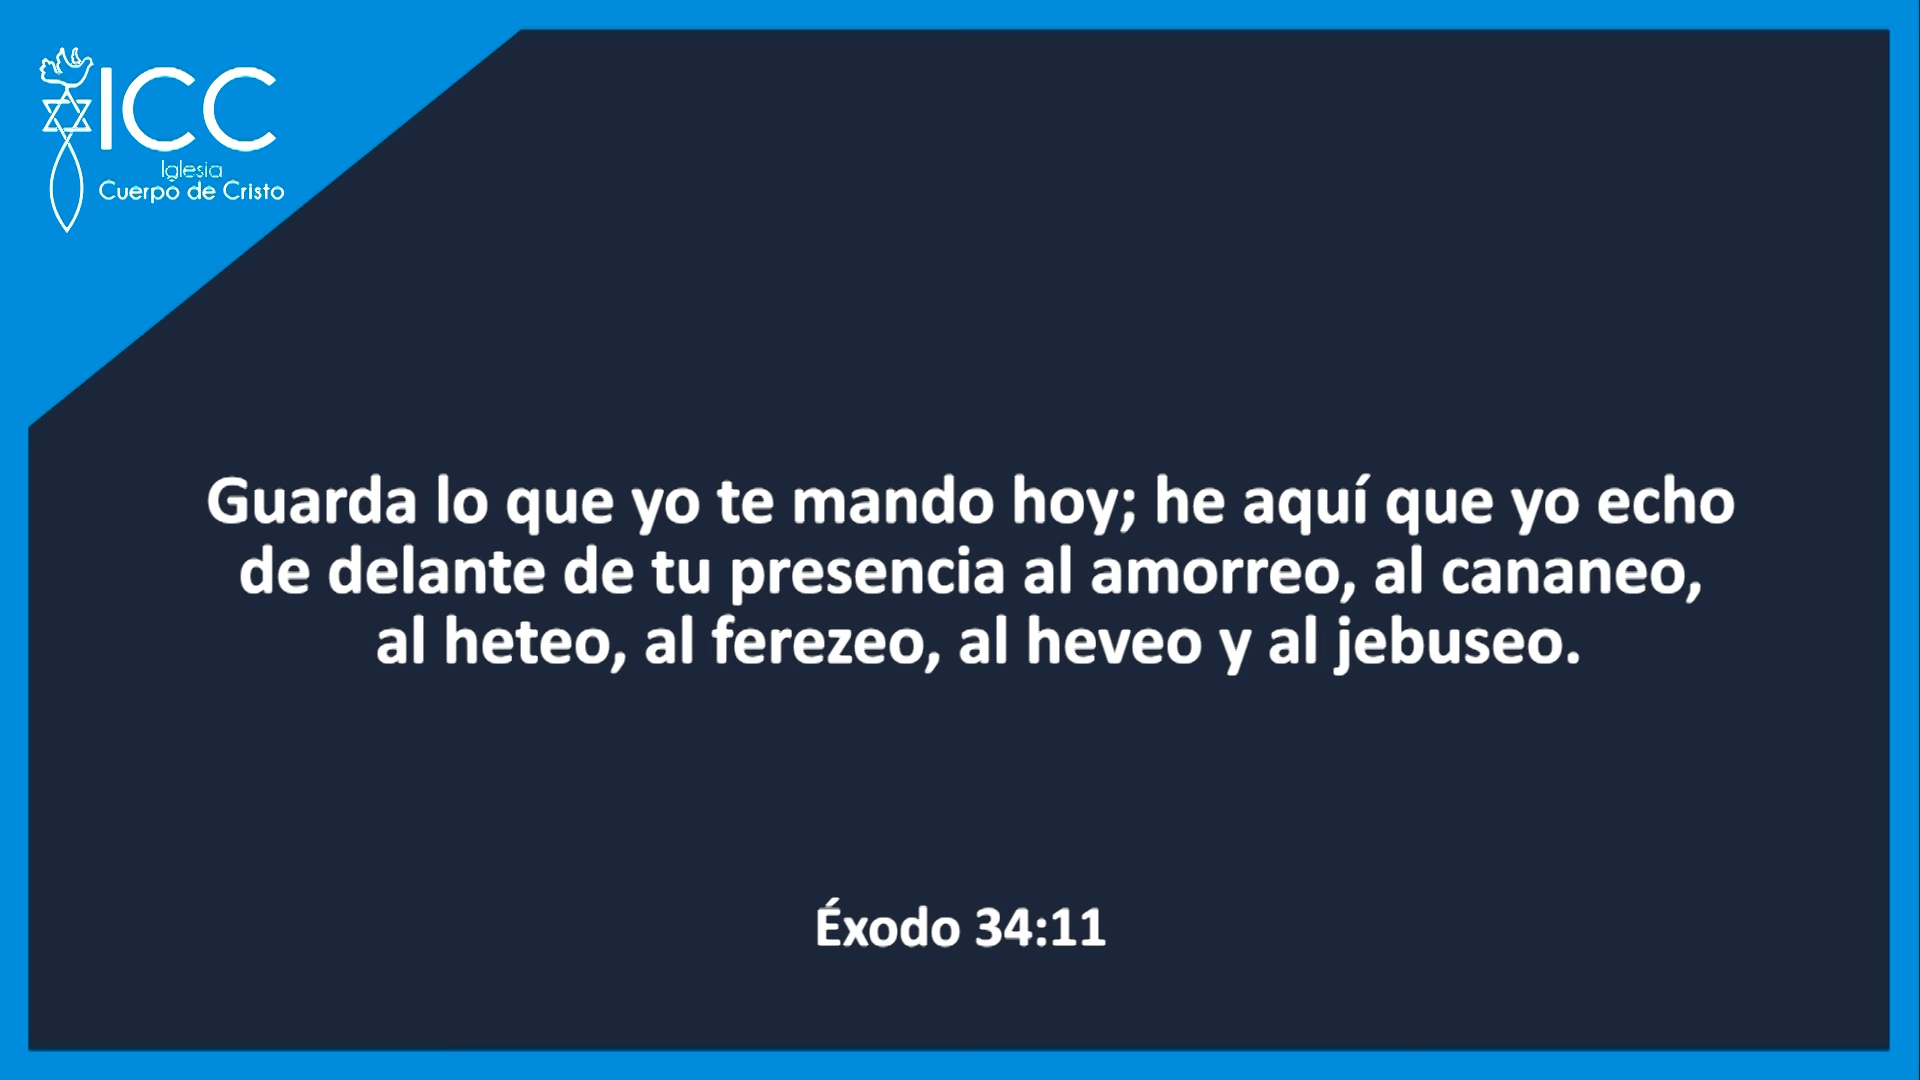 ICC
Iglesia
Cuerpo de Cristo
Guarda lo que yo te mando hoy; he aquí que yo echo
de delante de tu presencia al amorreo, al cananeo,
al heteo, al ferezeo, al heveo y al jebuseo.
Éxodo 34:11